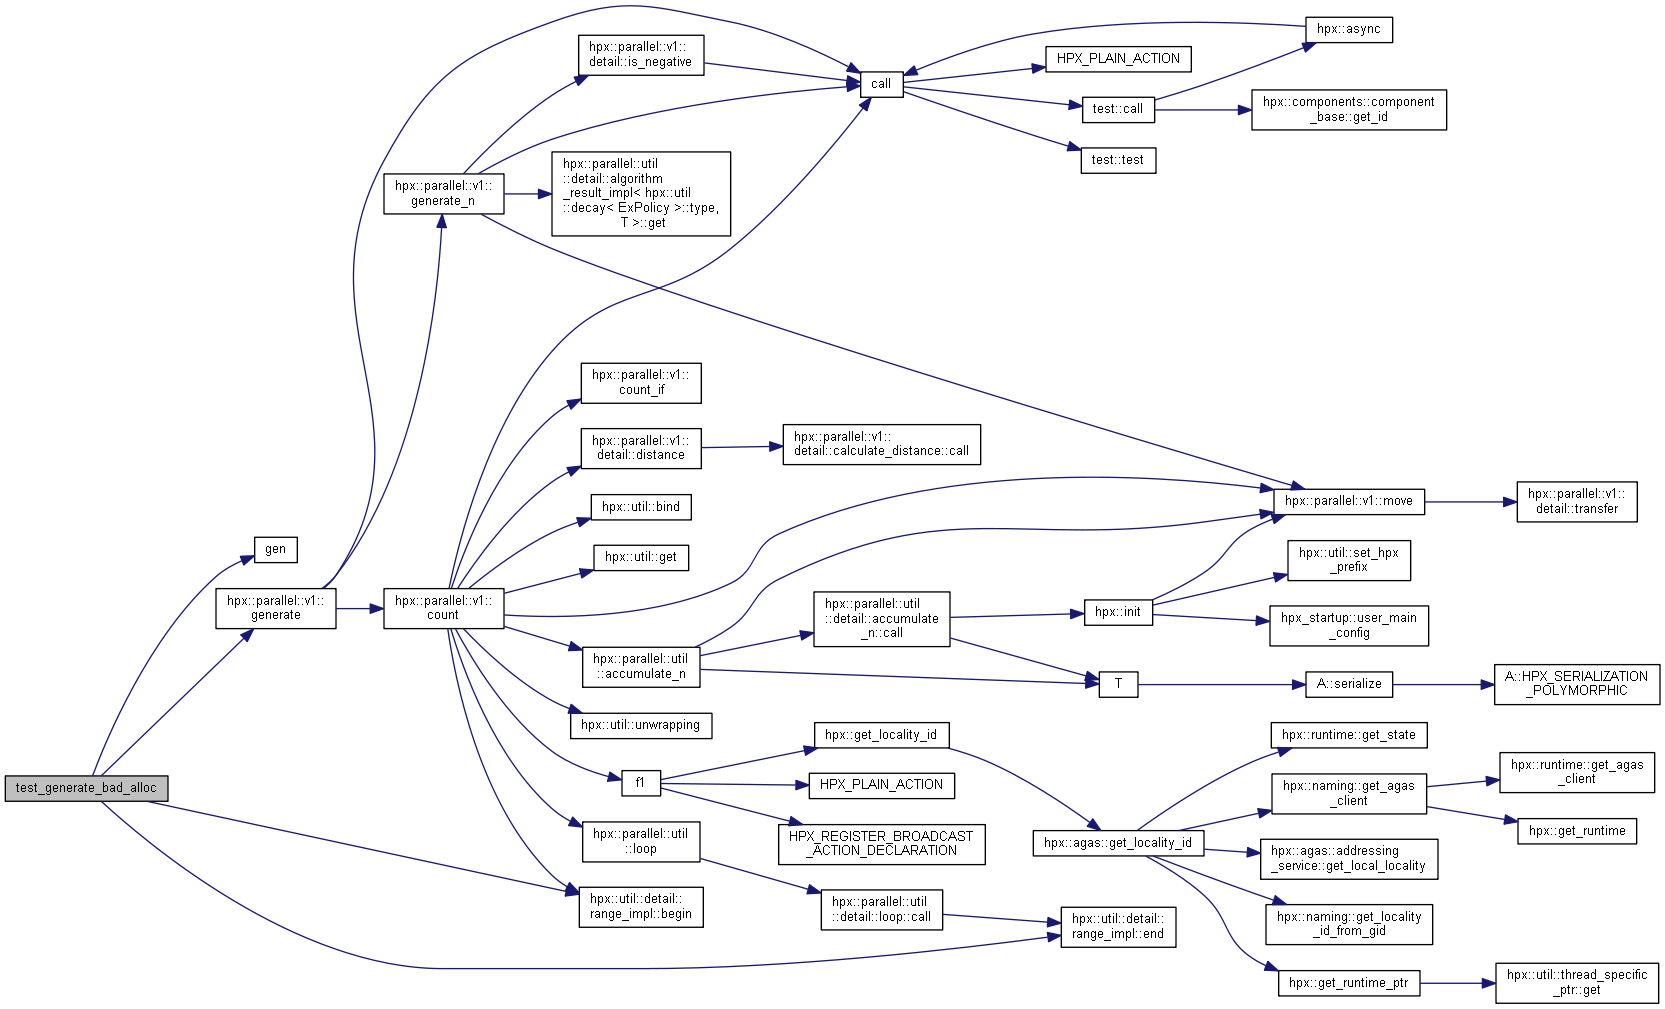 test_generate_bad_alloc
gen
hpx::parallel::v1::
generate
hpx::parallel::v1::
generate_n
hpx::parallel::v1::
count
hpx::parallel::v1::
detail::is_negative
hpx::parallel::util
::detail::algorithm
_result_impl< hpx::util
::decay< ExPolicy >::type,
T >::get
hpx::parallel::v1::
count_if
hpx::parallel::v1::
detail::distance
hpx::util::bind
hpx::util::get
hpx::parallel::util
::accumulate_n
hpx::util::unwrapping
f1
hpx::parallel::util
::loop
hpx::util::detail::
range_impl::begin
hpx::parallel::v1::
detail::calculate_distance::call
hpx::parallel::util
::detail::accumulate
_n::call
hpx::get_locality_id
HPX_PLAIN_ACTION
HPX_REGISTER_BROADCAST
_ACTION_DECLARATION
hpx::parallel::util
::detail::loop::call
call
HPX_PLAIN_ACTION
test::call
test::test
hpx::init
T
hpx::agas::get_locality_id
hpx::util::detail::
range_impl::end
hpx::async
hpx::components::component
_base::get_id
hpx::parallel::v1::move
hpx::util::set_hpx
_prefix
hpx_startup::user_main
_config
A::serialize
hpx::runtime::get_state
hpx::naming::get_agas
_client
hpx::agas::addressing
_service::get_local_locality
hpx::naming::get_locality
_id_from_gid
hpx::get_runtime_ptr
hpx::parallel::v1::
detail::transfer
A::HPX_SERIALIZATION
_POLYMORPHIC
hpx::runtime::get_agas
_client
hpx::get_runtime
hpx::util::thread_specific
_ptr::get